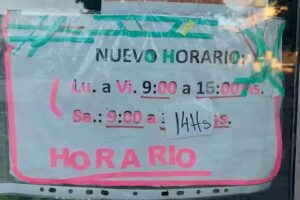 NUEVO HORARIO:
Lu. a Vi. 9:00 a 16:00 Hs.
Sa.: 9:00 a 14Hs
HORARIO